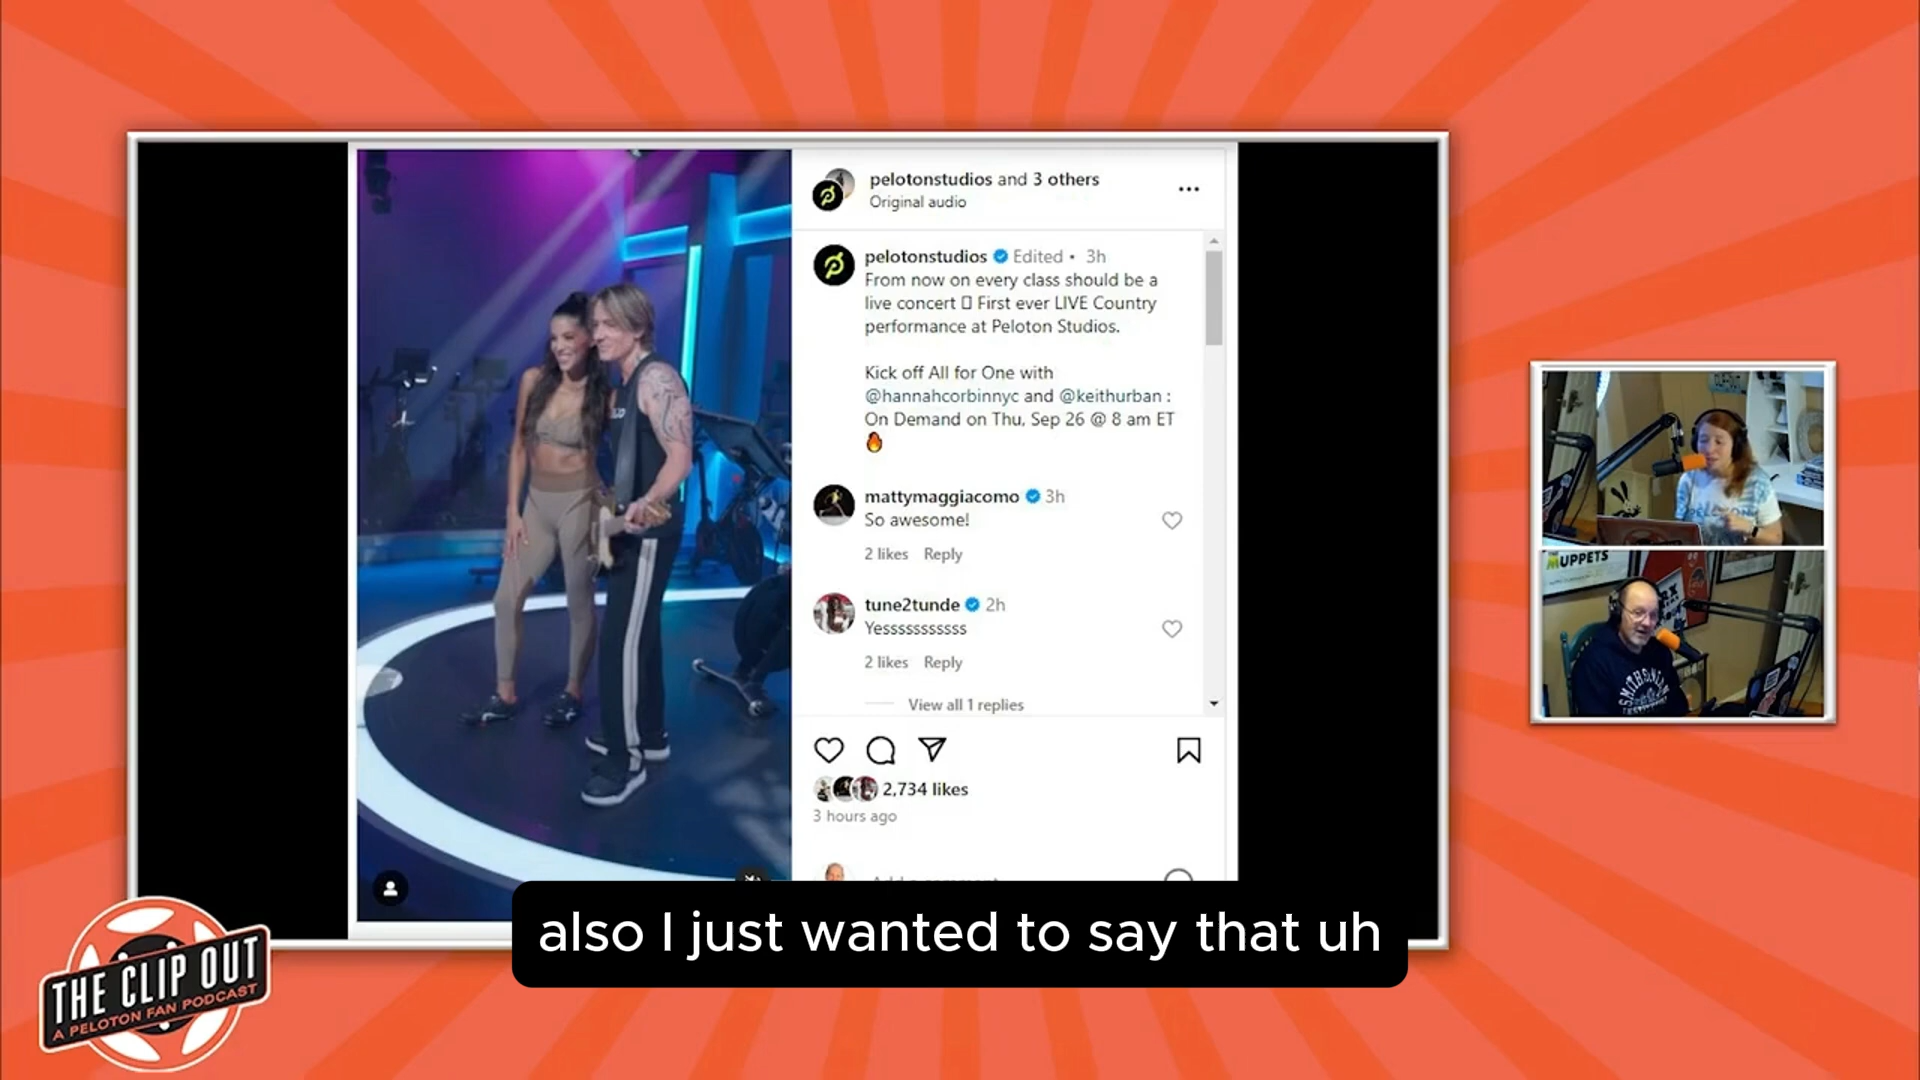 pelotonstudios and 3 others
Original audio
pelotonstudios Edited • 3h
From now on every class should be a
live concert First ever LIVE Country
performance at Peloton Studios.
Kick off All for One with
@hannahcorbinnyc and @keithurban :
On Demand on Thu, Sep 26 @ 8 am ET
🔥
mattymaggiacomo 3h
So awesome!
2 likes Reply
tune2tunde 2h
Yesssssssssss
2 likes Reply
View all 1 replies
2,734 likes
3 hours ago
MUPPETS
SMITHSONIAN
also I just wanted to say that uh
THE CLIP OUT
A PELOTON FAN PODCAST